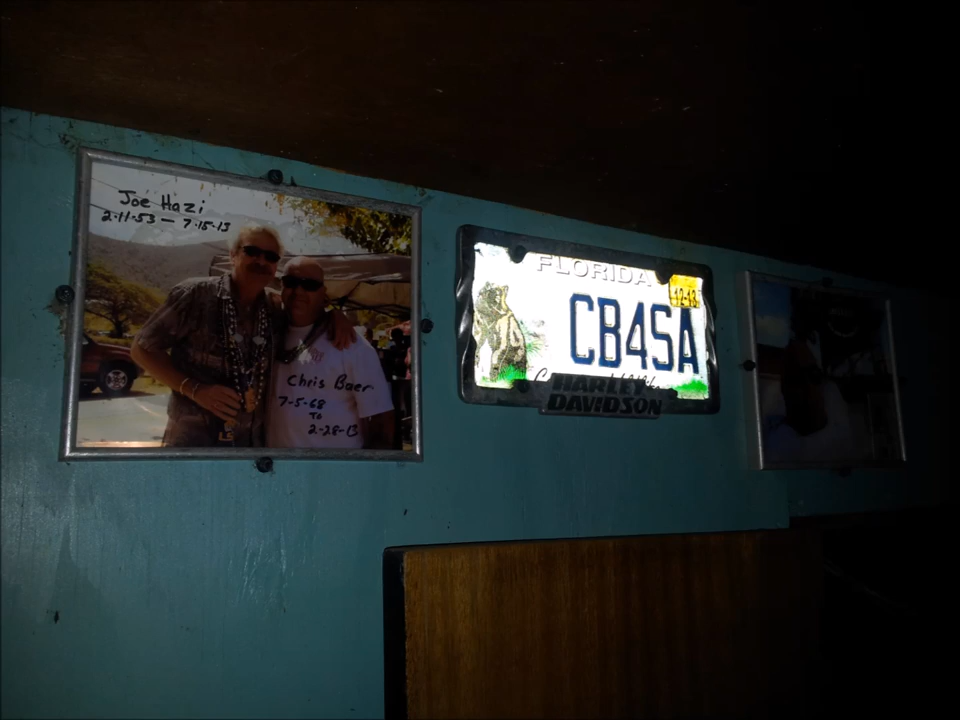 Joe Hazi
2-11-53 — 7-15-13
Chris Baer
7-5-68
TO
2-28-13
FLORIDA
12-13
CB4SA
HARLEY
DAVIDSON